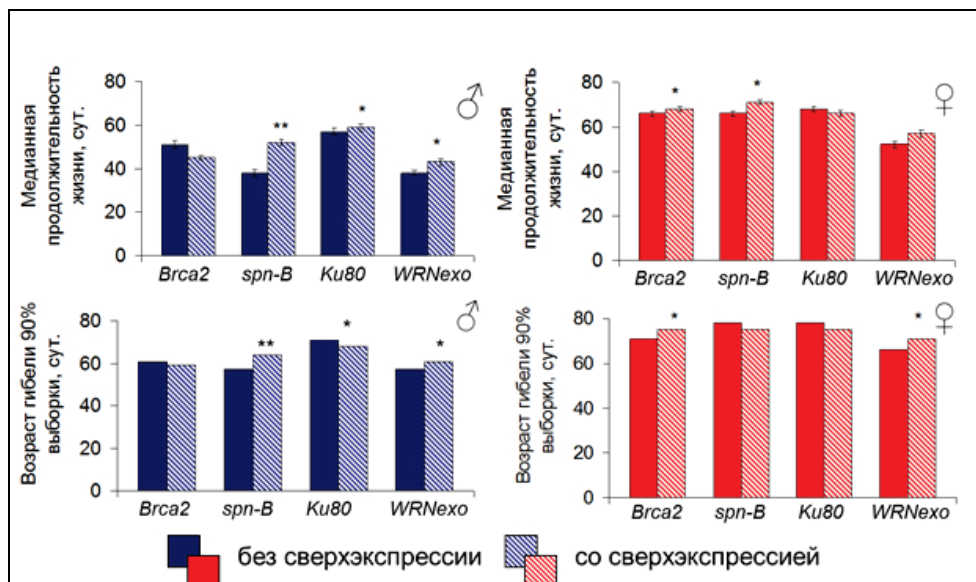 Медианная
продолжительность
жизни, сут.
80
60
40
20
0
**
*
*
♂
Brca2 spn-B Ku80 WRNexo
Медианная
продолжительность
жизни, сут.
80
60
40
20
0
*
*
♀
Brca2 spn-B Ku80 WRNexo
Возраст гибели 90%
выборки, сут.
80
60
40
20
0
**
*
*
♂
Brca2 spn-B Ku80 WRNexo
Возраст гибели 90%
выборки, сут.
80
60
40
20
0
*
*
♀
Brca2 spn-B Ku80 WRNexo
без сверхэкспрессии
со сверхэкспрессией